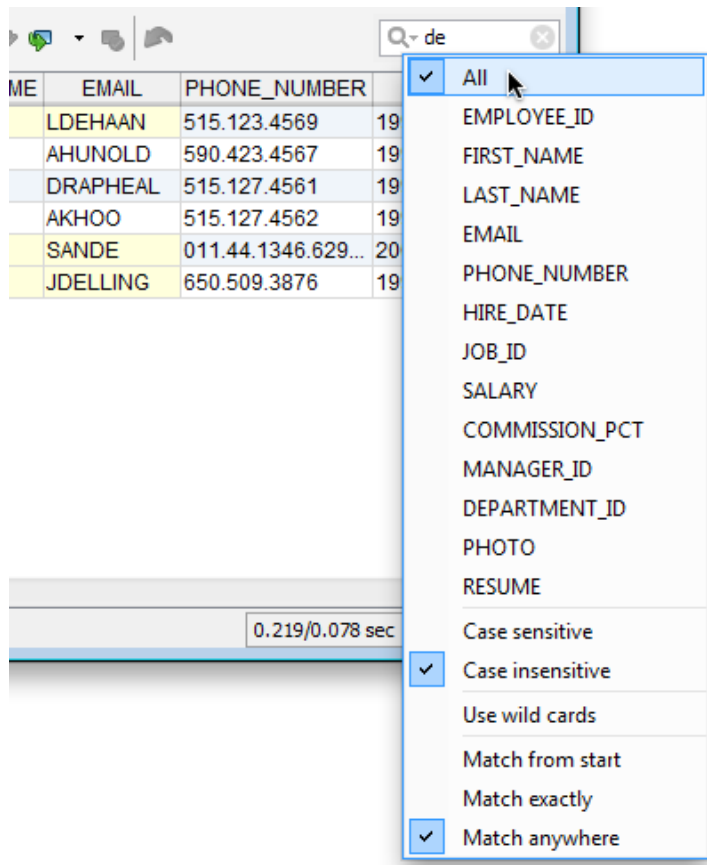 de
ME EMAIL PHONE_NUMBER
LDEHAAN 515.123.4569 19
AHUNOLD 590.423.4567 19
DRAPHEAL 515.127.4561 19
AKHOO 515.127.4562 19
SANDE 011.44.1346.629... 20
JDELLING 650.509.3876 19
0.219/0.078 sec
All
EMPLOYEE_ID
FIRST_NAME
LAST_NAME
EMAIL
PHONE_NUMBER
HIRE_DATE
JOB_ID
SALARY
COMMISSION_PCT
MANAGER_ID
DEPARTMENT_ID
PHOTO
RESUME
Case sensitive
Case insensitive
Use wild cards
Match from start
Match exactly
Match anywhere